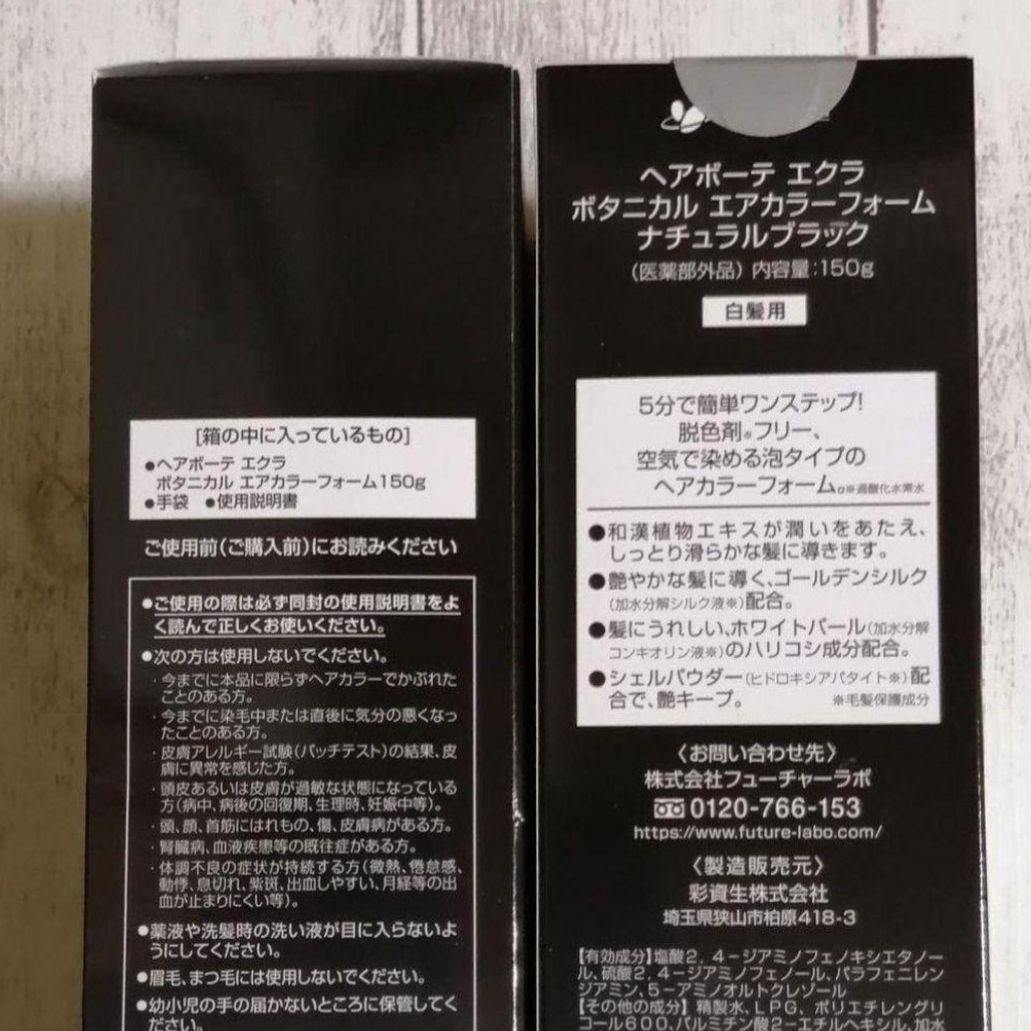 [箱の中に入っているもの]
●ヘアボーテ エクラ
ボタニカル エアカラーフォーム150g
●手袋 ●使用説明書
ご使用前(ご購入前)にお読みください
●ご使用の際は必ず同封の使用説明書をよ
く読んで正しくお使いください。
●次の方は使用しないでください。
・今までに本品に限らずヘアカラーでかぶれた
ことのある方。
・今までに染毛中または直後に気分の悪くなっ
たことのある方。
・皮膚アレルギー試験(パッチテスト)の結果、皮
膚に異常を感じた方。
・頭皮あるいは皮膚が過敏な状態になっている
方(病中、病後の回復期、生理時、妊娠中等)。
・頭、顔、首筋にはれもの、傷、皮膚病がある方。
・腎臓病、血液疾患等の既往症がある方。
・体調不良の症状が持続する方(微熱、倦怠感、
動悸、息切れ、紫斑、出血しやすい、月経等の出
血が止まりにくい等)。
●薬液や洗髪時の洗い液が目に入らないよ
うにしてください。
●眉毛、まつ毛には使用しないでください。
●幼小児の手の届かないところに保管してく
ださい。
ヘアボーテ エクラ
ボタニカル エアカラーフォーム
ナチュラルブラック
(医薬部外品) 内容量:150g
白髪用
5分で簡単ワンステップ!
脱色剤※フリー、
空気で染める泡タイプの
ヘアカラーフォームα※過酸化水素水
●和漢植物エキスが潤いをあたえ、
しっとり滑らかな髪に導きます。
●艶やかな髪に導く、ゴールデンシルク
(加水分解シルク液※)配合。
●髪にうれしい、ホワイトパール(加水分解
コンキオリン液※)のハリコシ成分配合。
●シェルパウダー(ヒドロキシアパタイト※)配
合で、艶キープ。 ※毛髪保護成分
〈お問い合わせ先〉
株式会社フューチャーラボ
0120-766-153
https://www.future-labo.com/
〈製造販売元〉
彩資生株式会社
埼玉県狭山市柏原418-3
【有効成分】塩酸2,4-ジアミノフェノキシエタノー
ル、硫酸2,4-ジアミノフェノール、パラフェニレン
ジアミン、5-アミノオルトクレゾール
【その他の成分】精製水、LPG、ポリエチレングリ
コール600、パルミチン酸2-エチルヘキシル、